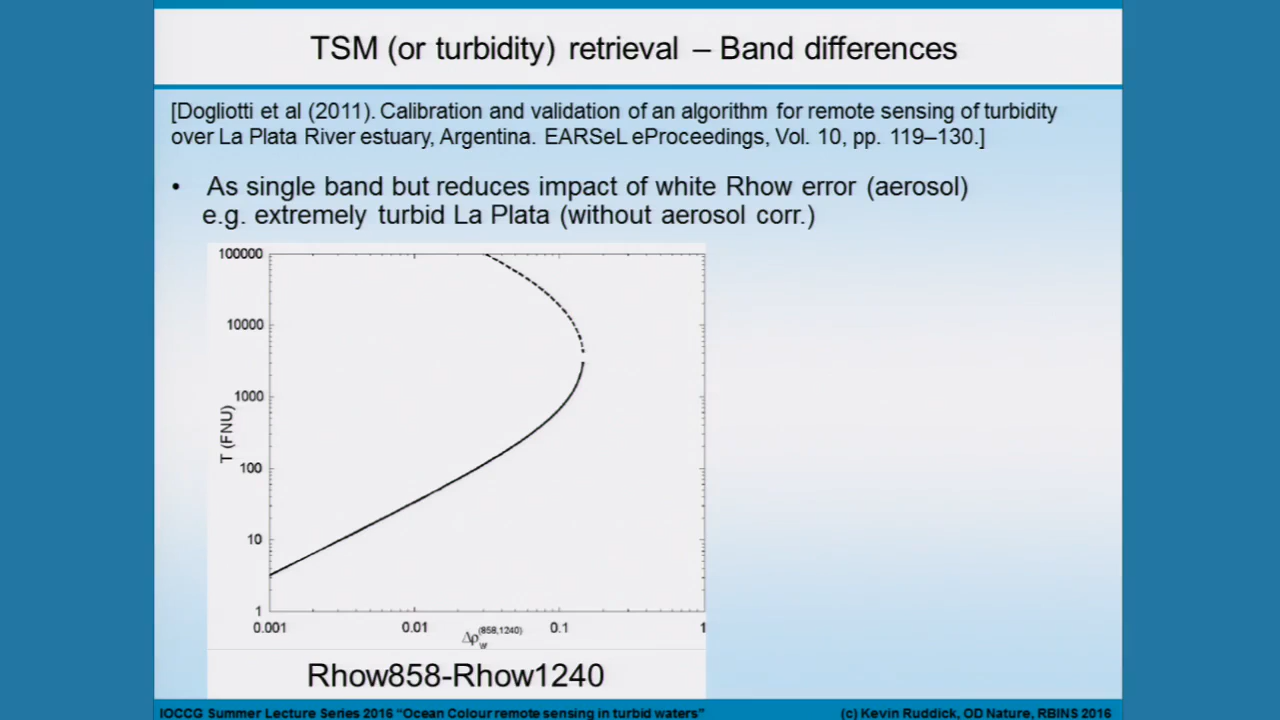 TSM (or turbidity) retrieval – Band differences
[Dogliotti et al (2011). Calibration and validation of an algorithm for remote sensing of turbidity
over La Plata River estuary, Argentina. EARSeL eProceedings, Vol. 10, pp. 119–130.]
• As single band but reduces impact of white Rhow error (aerosol)
e.g. extremely turbid La Plata (without aerosol corr.)
100000
10000
1000
T (FNU)
100
10
1
0.001 0.01 0.1 1
Δρw(858,1240)
Rhow858-Rhow1240
IOCCG Summer Lecture Series 2016 “Ocean Colour remote sensing in turbid waters” (c) Kevin Ruddick, OD Nature, RBINS 2016